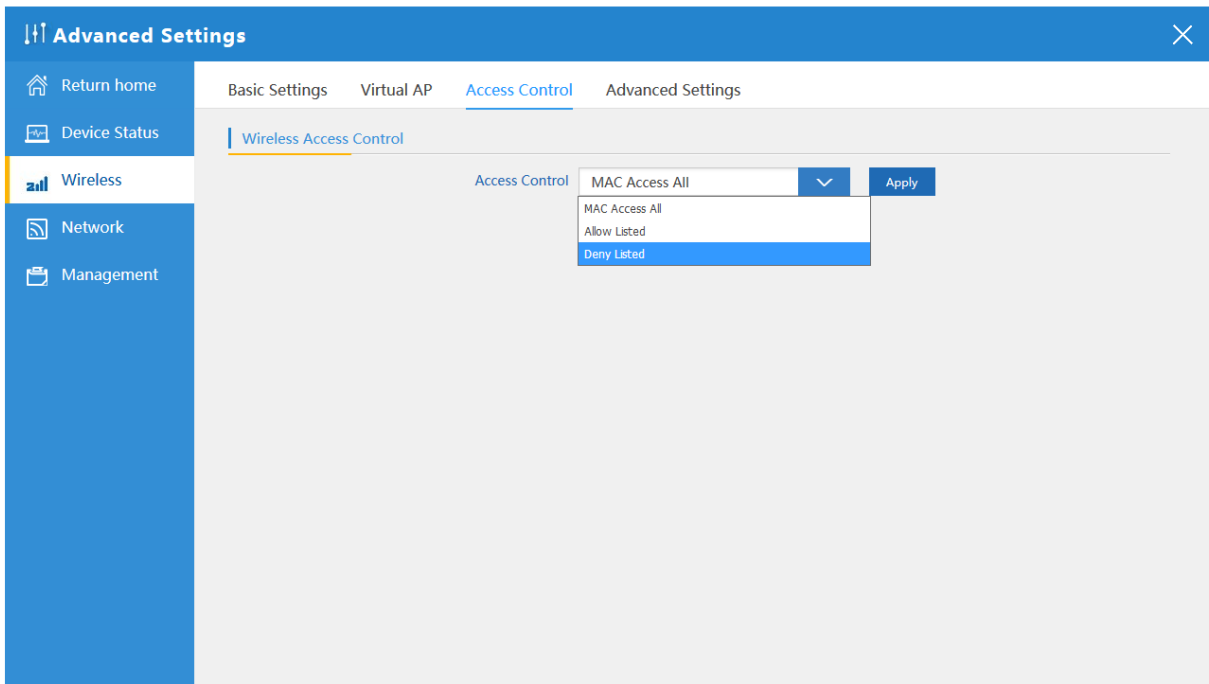 Advanced Settings
Return home
Device Status
Wireless
Network
Management
Basic Settings Virtual AP Access Control Advanced Settings
Wireless Access Control
Access Control MAC Access All Apply
MAC Access All
Allow Listed
Deny Listed